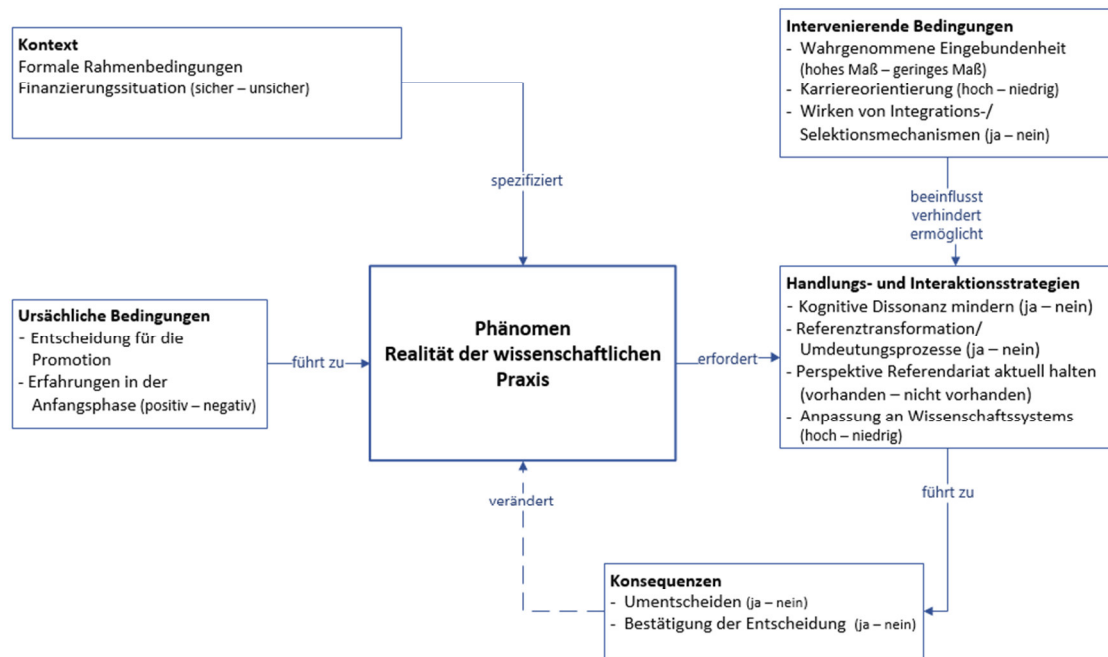 Kontext
Formale Rahmenbedingungen
Finanzierungssituation (sicher – unsicher)
Intervenierende Bedingungen
- Wahrgenommene Eingebundenheit
(hohes Maß – geringes Maß)
- Karriereorientierung (hoch – niedrig)
- Wirken von Integrations-/
Selektionsmechanismen (ja – nein)
spezifiziert
beeinflusst
verhindert
ermöglicht
Ursächliche Bedingungen
- Entscheidung für die
Promotion
- Erfahrungen in der
Anfangsphase (positiv – negativ)
führt zu
Phänomen
Realität der wissenschaftlichen
Praxis
erfordert
Handlungs- und Interaktionsstrategien
- Kognitive Dissonanz mindern (ja – nein)
- Referenztransformation/
Umdeutungsprozesse (ja – nein)
- Perspektive Referendariat aktuell halten
(vorhanden – nicht vorhanden)
- Anpassung an Wissenschaftssystems
(hoch – niedrig)
verändert
führt zu
Konsequenzen
- Umentscheiden (ja – nein)
- Bestätigung der Entscheidung (ja – nein)